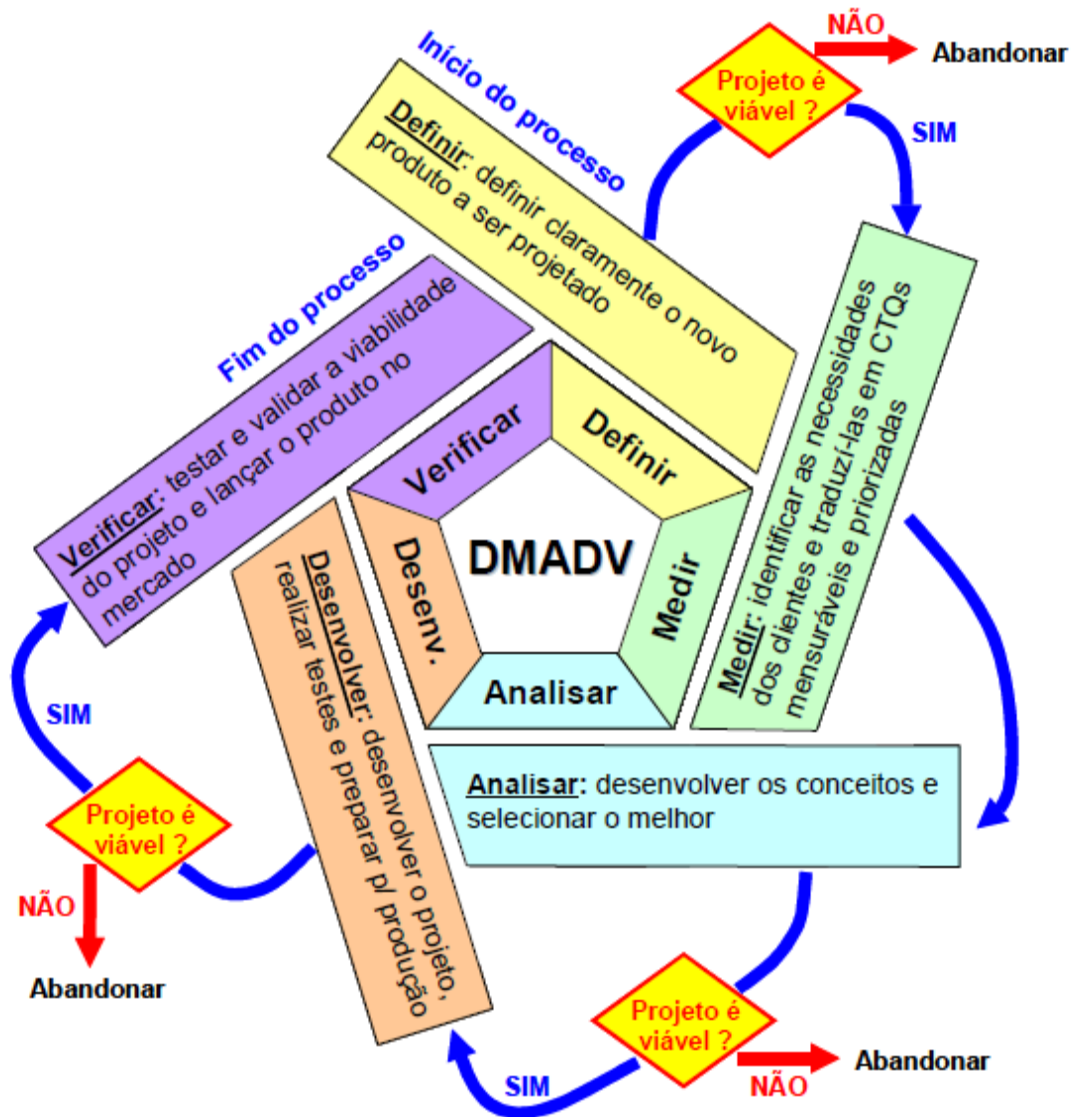 Início do processo
Definir: definir claramente o novo
produto a ser projetado
Projeto é
viável ?
NÃO
Abandonar
SIM
Medir: identificar as necessidades
dos clientes e traduzí-las em CTQs
mensuráveis e priorizadas
Analisar: desenvolver os conceitos e
selecionar o melhor
Projeto é
viável ?
NÃO
Abandonar
SIM
Desenvolver: desenvolver o projeto,
realizar testes e preparar p/ produção
Projeto é
viável ?
NÃO
Abandonar
SIM
Fim do processo
Verificar: testar e validar a viabilidade
do projeto e lançar o produto no
mercado
DMADV
Definir
Medir
Analisar
Desenv.
Verificar